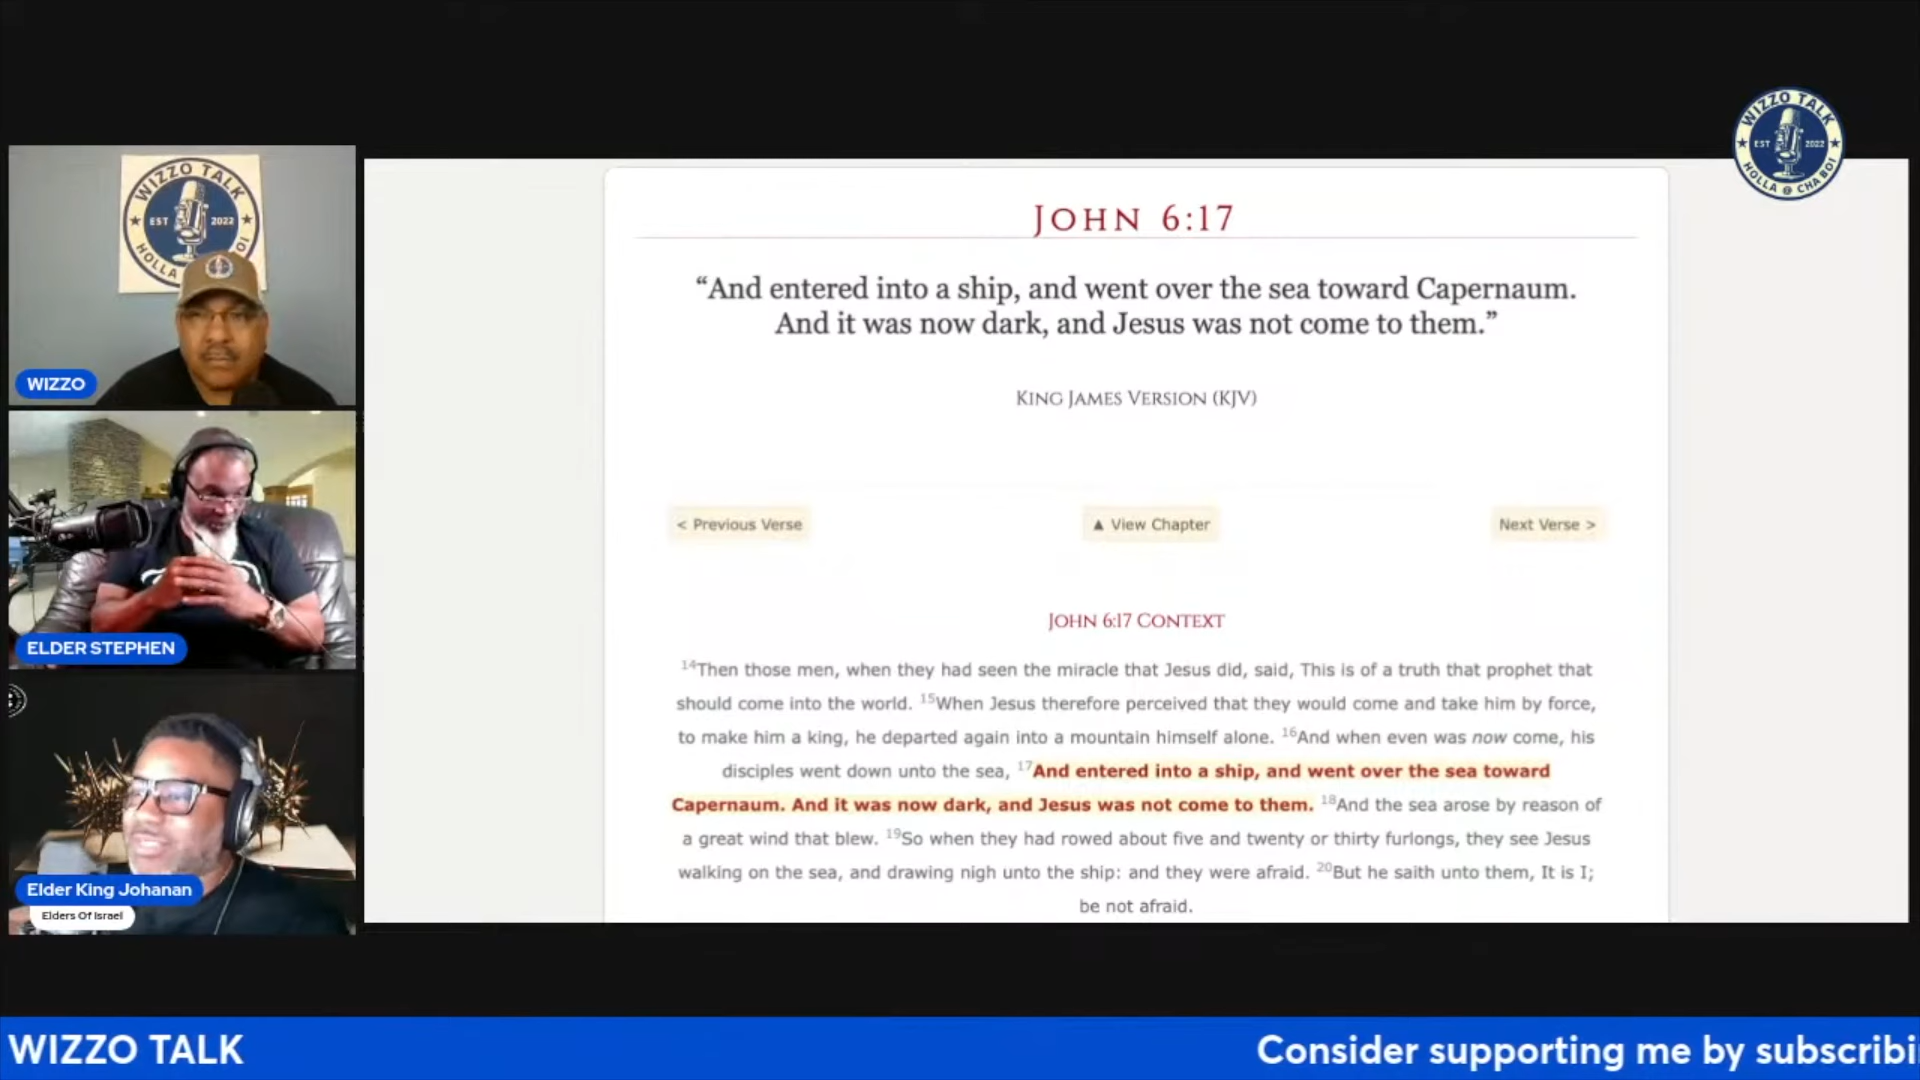 WIZZO TALK
EST 2022
HOLLA @ CHA BOI
WIZZO TALK
EST 2022
HOLLA
WIZZO
ELDER STEPHEN
Elder King Johanan
Elders Of Israel
JOHN 6:17
“And entered into a ship, and went over the sea toward Capernaum.
And it was now dark, and Jesus was not come to them.”
KING JAMES VERSION (KJV)
< Previous Verse
▲ View Chapter
Next Verse >
JOHN 6:17 CONTEXT
14Then those men, when they had seen the miracle that Jesus did, said, This is of a truth that prophet that
should come into the world. 15When Jesus therefore perceived that they would come and take him by force,
to make him a king, he departed again into a mountain himself alone. 16And when even was now come, his
disciples went down unto the sea, 17And entered into a ship, and went over the sea toward
Capernaum. And it was now dark, and Jesus was not come to them. 18And the sea arose by reason of
a great wind that blew. 19So when they had rowed about five and twenty or thirty furlongs, they see Jesus
walking on the sea, and drawing nigh unto the ship: and they were afraid. 20But he saith unto them, It is I;
be not afraid.
WIZZO TALK
Consider supporting me by subscribi